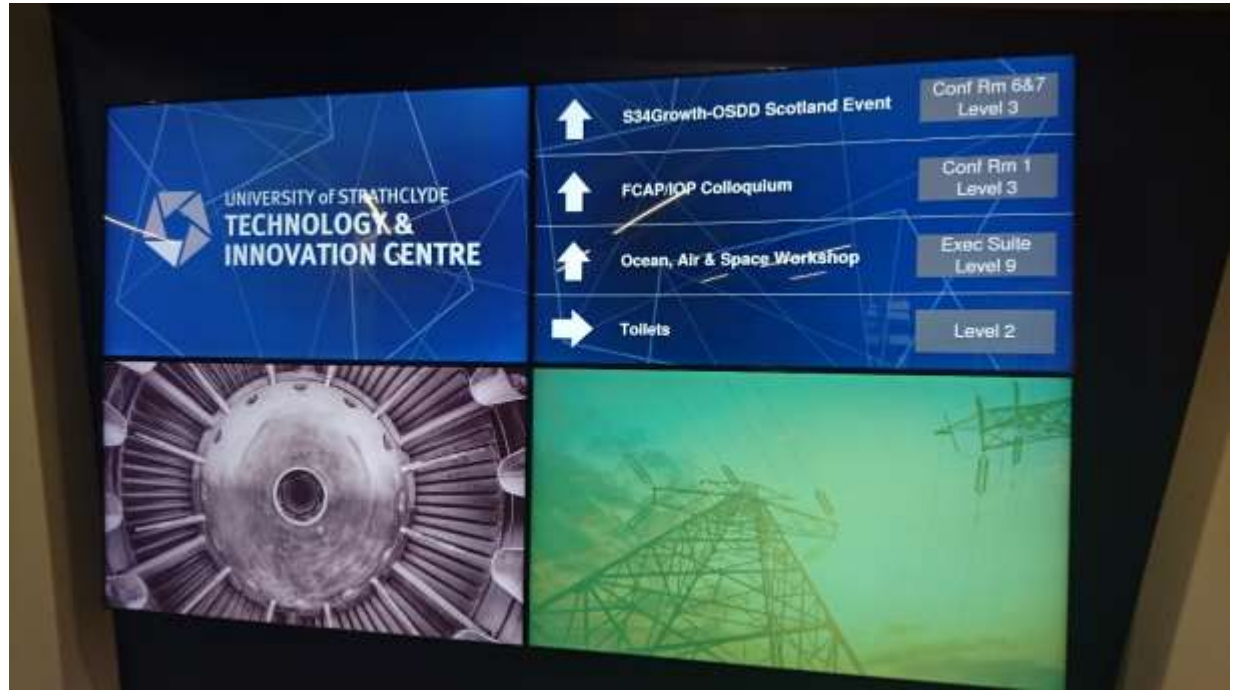 UNIVERSITY of STRATHCLYDE
TECHNOLOGY &
INNOVATION CENTRE
S34Growth-OSDD Scotland Event
Conf Rm 6&7
Level 3
FCAP/IOP Colloquium
Conf Rm 1
Level 3
Ocean, Air & Space Workshop
Exec Suite
Level 9
Toilets
Level 2